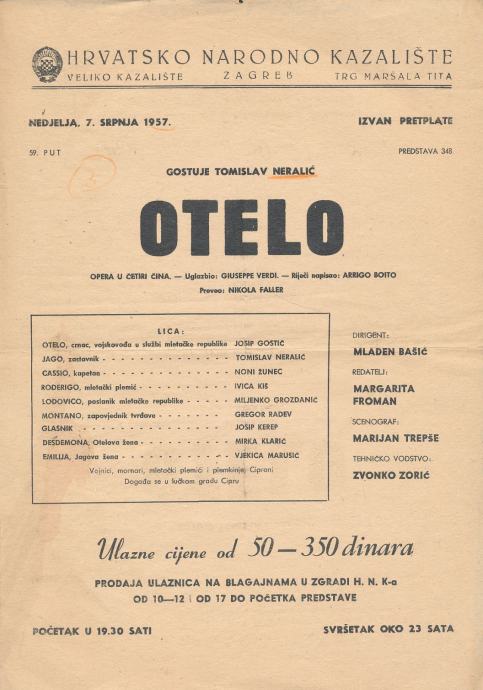 HRVATSKO NARODNO KAZALIŠTE
VELIKO KAZALIŠTE ZAGREB TRG MARŠALA TITA
NEDJELJA, 7. SRPNJA 1957. IZVAN PRETPLATE
59. PUT PREDSTAVA 348
GOSTUJE TOMISLAV NERALIĆ
OTELO
OPERA U ČETIRI ČINA. — Uglazbio: GIUSEPPE VERDI. — Riječi napisao: ARRIGO BOITO
Preveo: NIKOLA FALLER
LICA:
OTELO, crnac, vojskovođa u službi mletačke republike JOSIP GOSTIĆ
JAGO, zastavnik - - - - - - - - - - - - - TOMISLAV NERALIĆ
CASSIO, kapetan - - - - - - - - - - - - - NONI ŽUNEC
RODERIGO, mletački plemić - - - - - - - - - - IVICA KIŠ
LODOVICO, poslanik mletačke republike - - - - - MILJENKO GROZDANIĆ
MONTANO, zapovjednik tvrđave - - - - - - - - GREGOR RADEV
GLASNIK - - - - - - - - - - - - - - - - JOSIP KEREP
DESDEMONA, Otelova žena - - - - - - - - - - MIRKA KLARIĆ
EMILIJA, Jagova žena - - - - - - - - - - - - VJEKICA MARUSIĆ
Vojnici, mornari, mletački plemići i plemkinje, Ciprani
Događa se u lučkom gradu Cipru
DIRIGENT:
MLADEN BAŠIĆ
REDATELJ:
MARGARITA
FROMAN
SCENOGRAF:
MARIJAN TREPŠE
TEHNIČKO VODSTVO:
ZVONKO ZORIĆ
Ulazne cijene od 50 — 350 dinara
PRODAJA ULAZNICA NA BLAGAJNAMA U ZGRADI H. N. K-a
OD 10—12 I OD 17 DO POČETKA PREDSTAVE
POČETAK U 19.30 SATI SVRŠETAK OKO 23 SATA